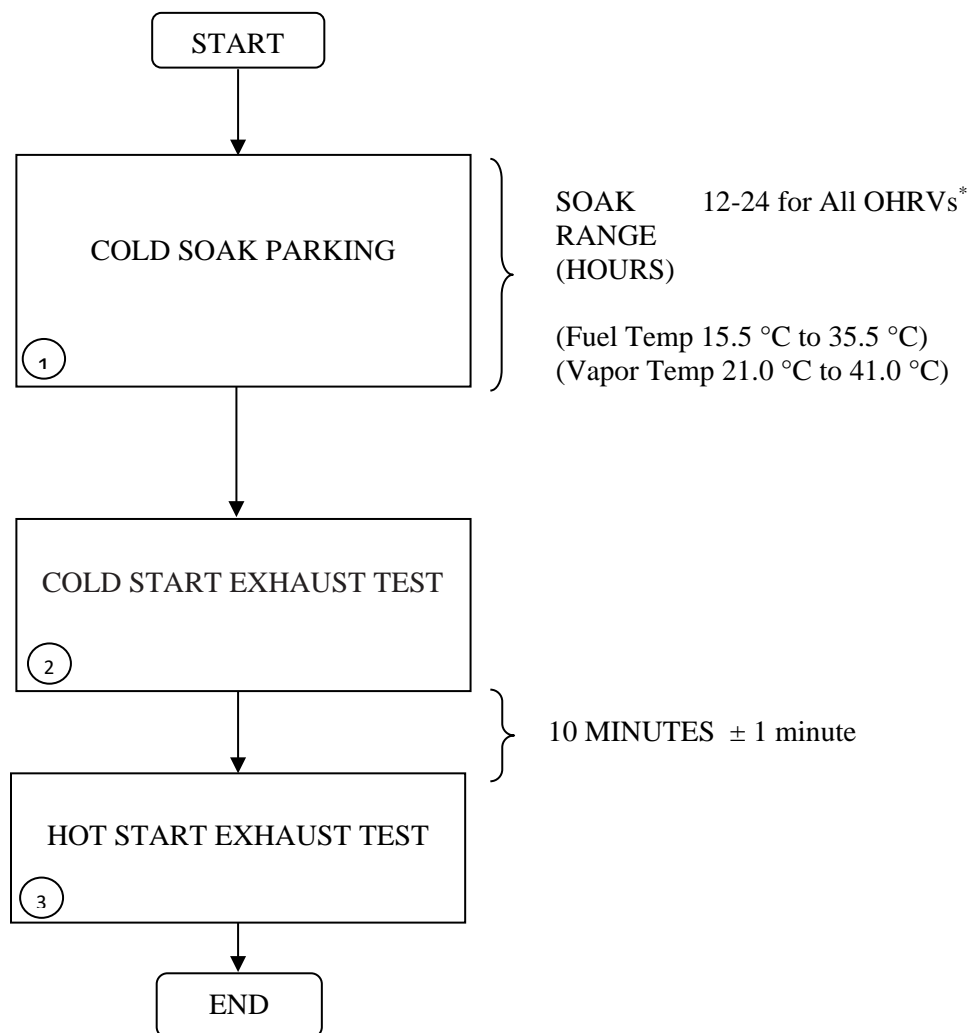 START
COLD SOAK PARKING
1
SOAK 12-24 for All OHRVs*
RANGE
(HOURS)
(Fuel Temp 15.5 °C to 35.5 °C)
(Vapor Temp 21.0 °C to 41.0 °C)
COLD START EXHAUST TEST
2
10 MINUTES ± 1 minute
HOT START EXHAUST TEST
3
END